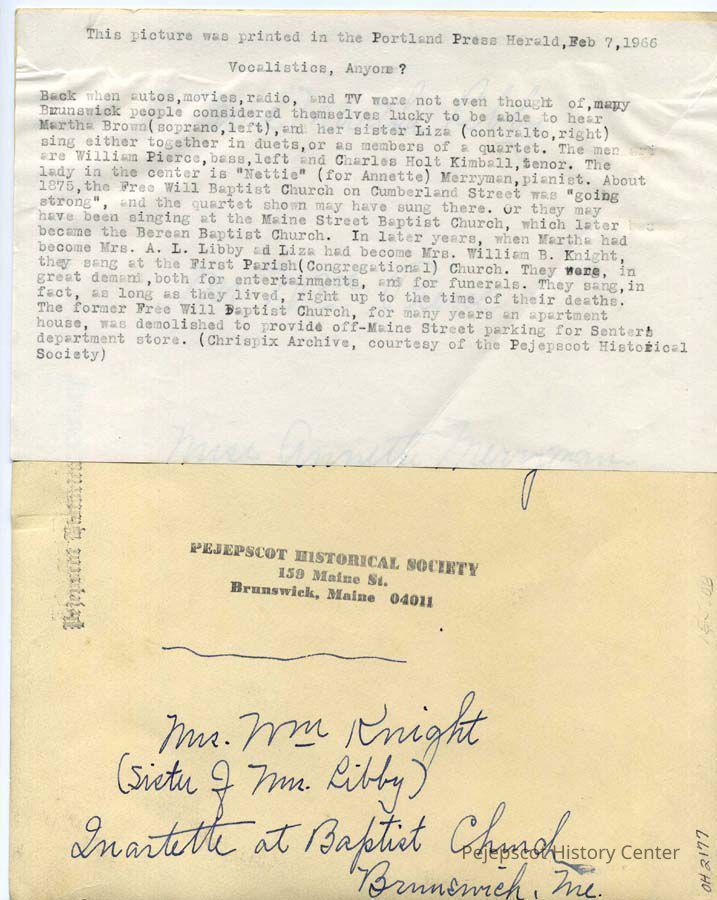 This picture was printed in the Portland Press Herald,Feb 7,1966
Vocalistics, Anyone?
Back when autos,movies,radio, and TV were not even thought of,many
Brunswick people considered themselves lucky to be able to hear
Martha Brown(soprano,left),and her sister Liza (contralto,right)
sing either together in duets,or as members of a quartet. The men
are William Pierce,bass,left and Charles Holt Kimball,tenor. The
lady in the center is "Nettie" (for Annette) Merryman,pianist. About
1875,the Free Will Baptist Church on Cumberland Street was "going
strong", and the quartet shown may have sung there. Or they may
have been singing at the Maine Street Baptist Church, which later
became the Berean Baptist Church. In later years, when Martha had
become Mrs. A. L. Libby ad Liza had become Mrs. William B. Knight,
they sang at the First Parish(Congregational) Church. They were, in
great demand,both for entertainments, and for funerals. They sang,in
fact, as long as they lived, right up to the time of their deaths.
The former Free Will Baptist Church, for many years an apartment
house, was demolished to provide off-Maine Street parking for Senters
department store. (Chrispix Archive, courtesy of the Pejepscot Historical
Society)
Miss Annette Merryman
PEJEPSCOT HISTORICAL SOCIETY
159 Maine St.
Brunswick, Maine 04011
Mrs. Wm Knight
(Sister of Mrs. Libby)
Quartette at Baptist Church
Brunswick, Me.
Pejepscot History Center
OH 2177